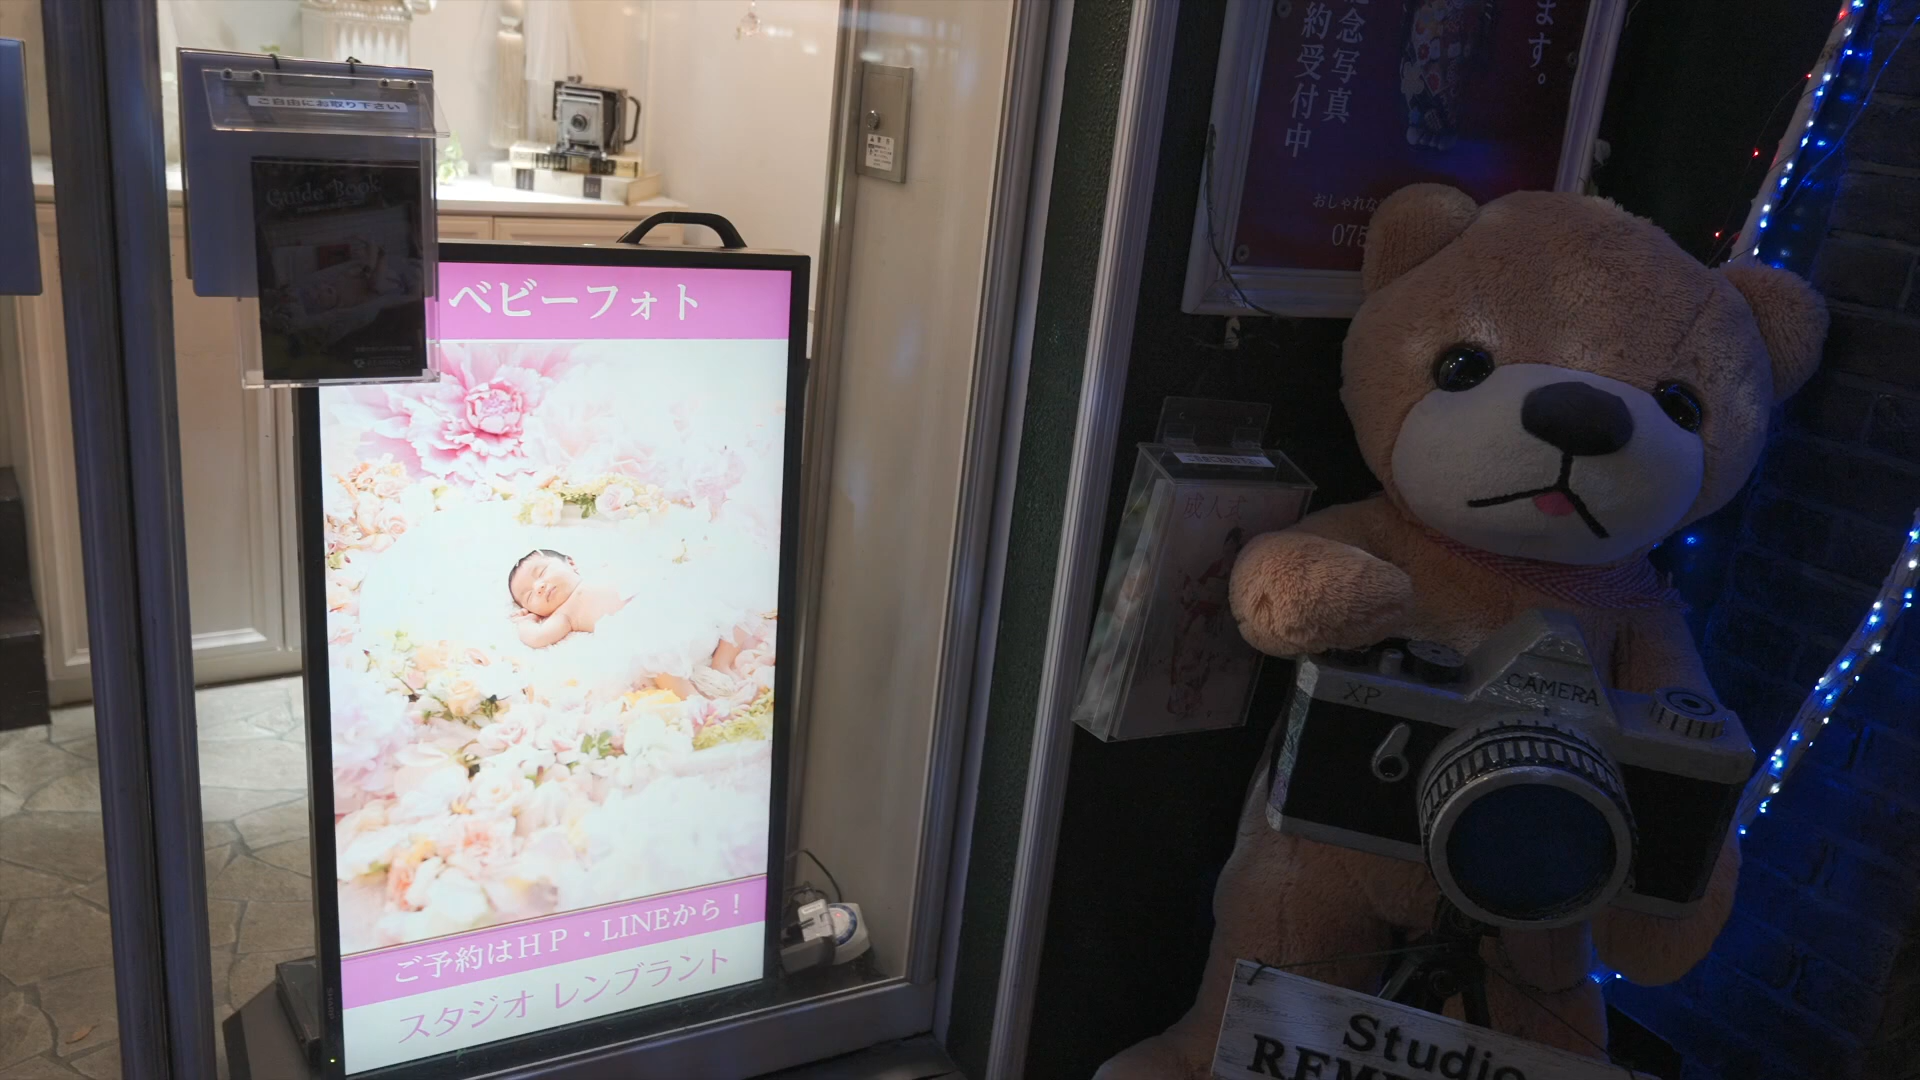 ご自由にお取り下さい
Guide Book
ベビーフォト
ご予約はHP・LINEから！
スタジオ レンブラント
ます。
念写真
約受付中
おしゃれな
075
成人式
XP
CAMERA
Studio